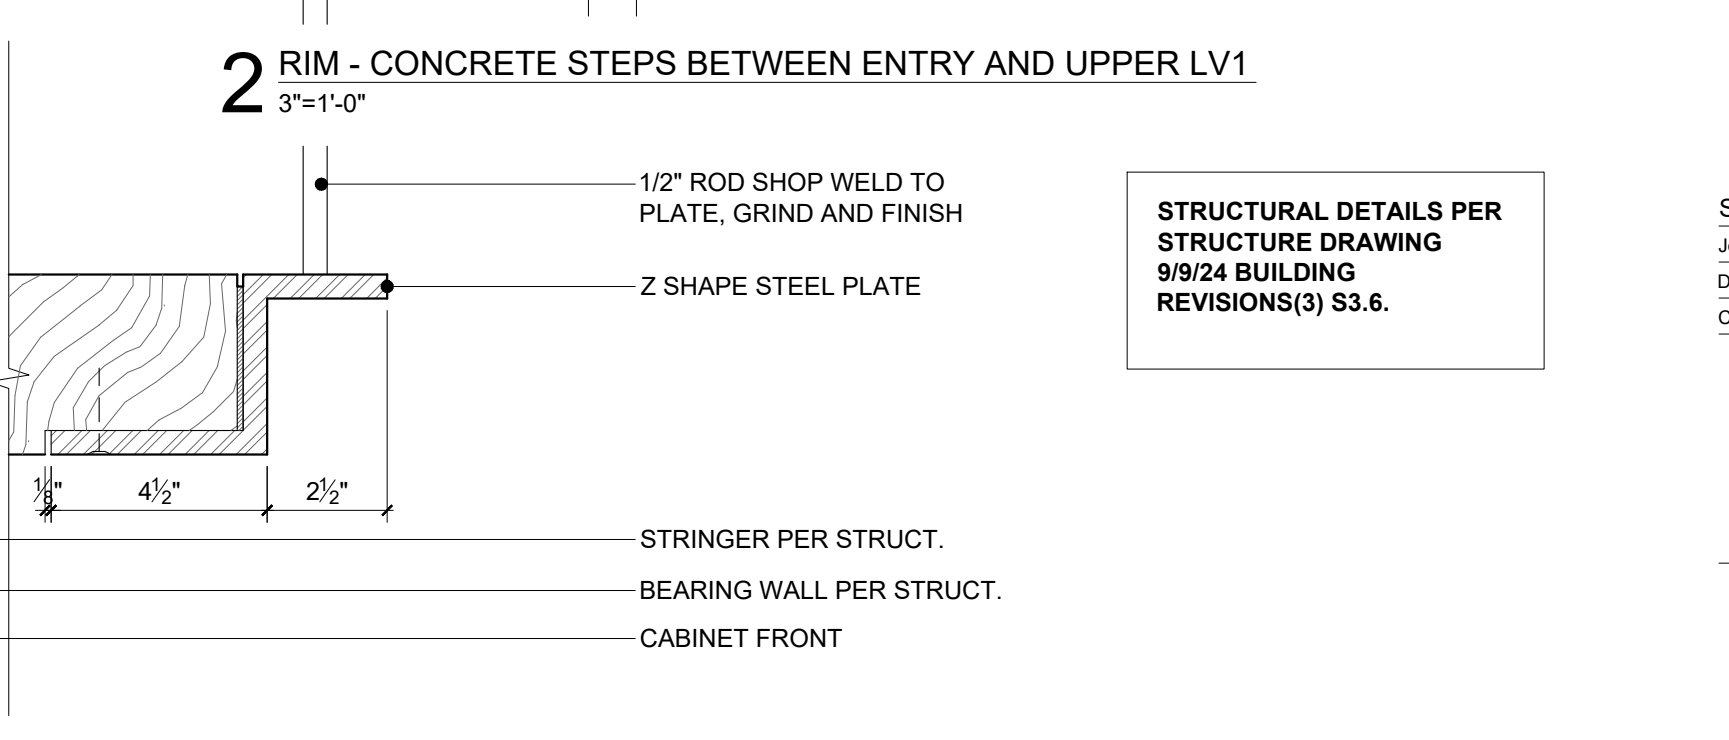 2 RIM - CONCRETE STEPS BETWEEN ENTRY AND UPPER LV1
3"=1'-0"
1/2" ROD SHOP WELD TO
PLATE, GRIND AND FINISH
Z SHAPE STEEL PLATE
STRUCTURAL DETAILS PER
STRUCTURE DRAWING
9/9/24 BUILDING
REVISIONS(3) S3.6.
1/8" 4 1/2" 2 1/2"
STRINGER PER STRUCT.
BEARING WALL PER STRUCT.
CABINET FRONT